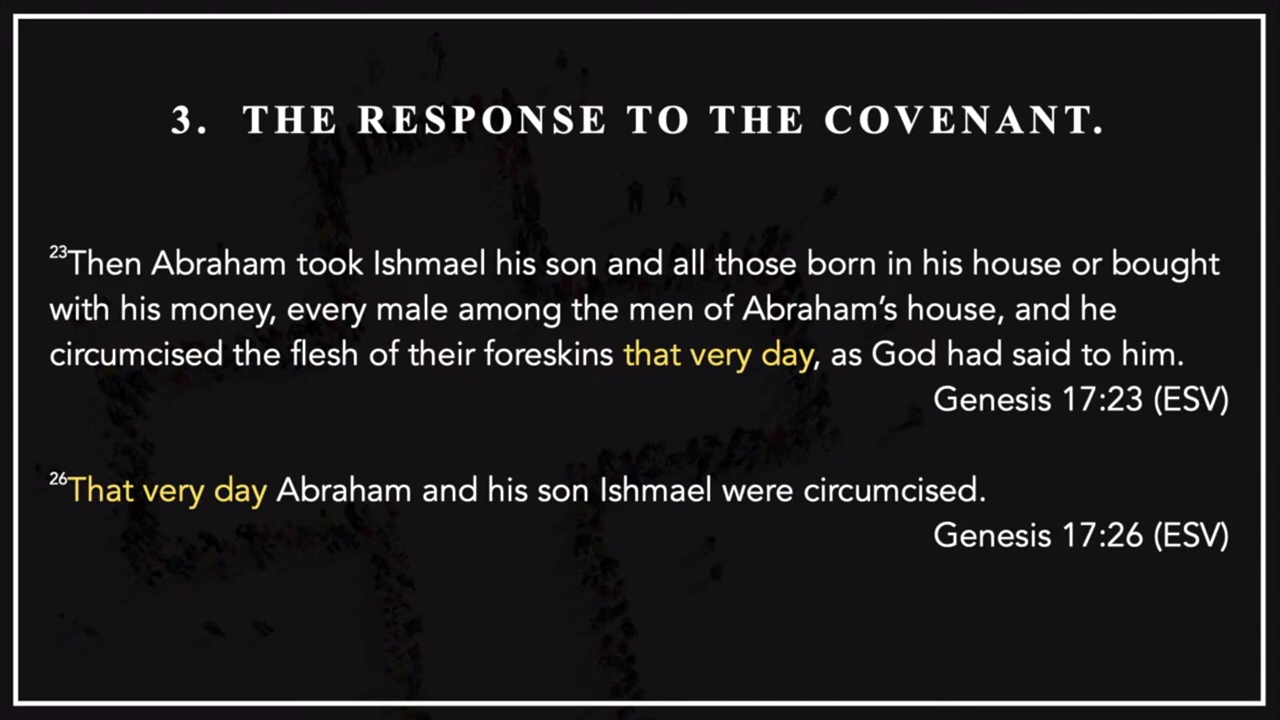 3. THE RESPONSE TO THE COVENANT.
23Then Abraham took Ishmael his son and all those born in his house or bought
with his money, every male among the men of Abraham’s house, and he
circumcised the flesh of their foreskins that very day, as God had said to him.
Genesis 17:23 (ESV)
26That very day Abraham and his son Ishmael were circumcised.
Genesis 17:26 (ESV)